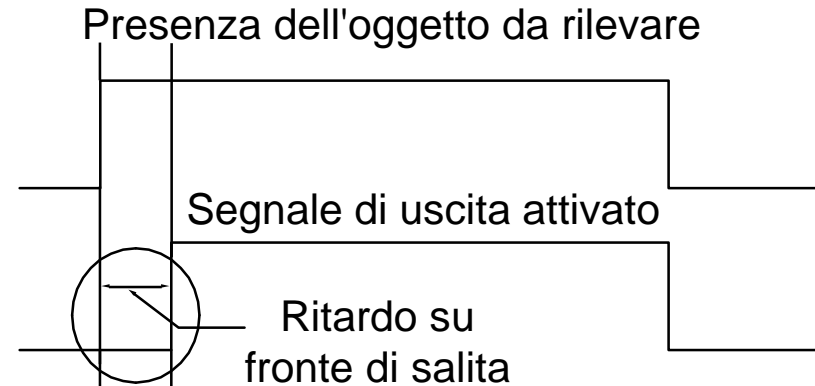 Presenza dell'oggetto da rilevare
Segnale di uscita attivato
Ritardo su
fronte di salita